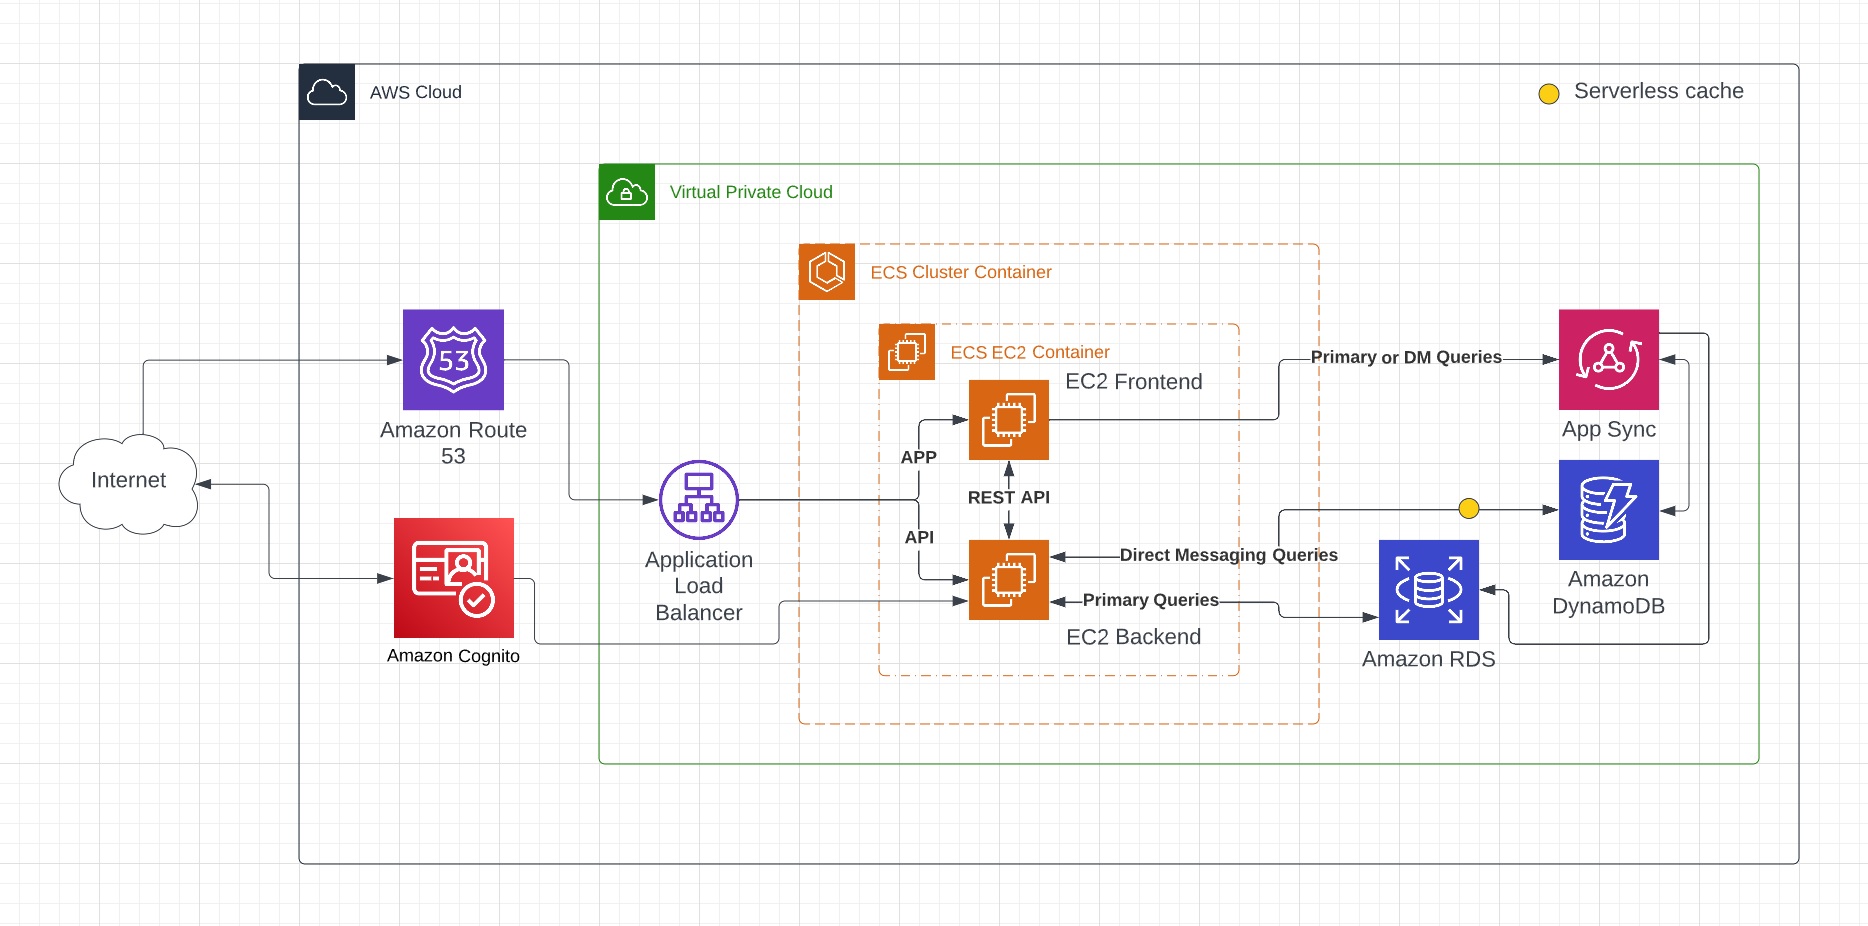 AWS Cloud
Serverless cache
Virtual Private Cloud
ECS Cluster Container
ECS EC2 Container
EC2 Frontend
Primary or DM Queries
53
Amazon Route
53
App Sync
APP
Internet
REST API
API
Direct Messaging Queries
Application
Load
Balancer
Amazon
DynamoDB
Primary Queries
EC2 Backend
Amazon Cognito
Amazon RDS